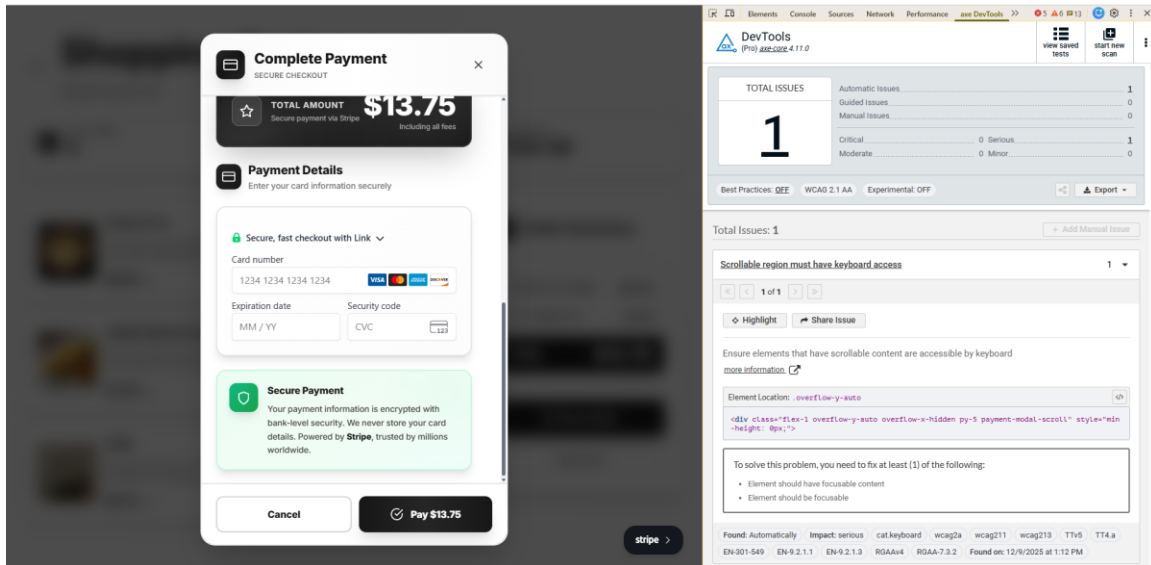 Shopping
Complete Payment
SECURE CHECKOUT
TOTAL AMOUNT
$13.75
Secure payment via Stripe
Including all fees
Payment Details
Enter your card information securely
Secure, fast checkout with Link
Card number
1234 1234 1234 1234
VISA
DISCOVER
Expiration date
Security code
MM / YY
CVC
123
Secure Payment
Your payment information is encrypted with
bank-level security. We never store your card
details. Powered by Stripe, trusted by millions
worldwide.
Cancel
Pay $13.75
stripe >
Elements Console Sources Network Performance axe DevTools >> 5 6 13
ax
DevTools
(Pro) axe-core 4.11.0
view saved
tests
start new
scan
TOTAL ISSUES
1
Automatic Issues 1
Guided Issues 0
Manual Issues 0
Critical 0 Serious 1
Moderate 0 Minor 0
Best Practices: OFF WCAG 2.1 AA Experimental: OFF
Export
Total Issues: 1
+ Add Manual Issue
Scrollable region must have keyboard access 1
« < 1 of 1 > »
Highlight Share Issue
Ensure elements that have scrollable content are accessible by keyboard
more information
Element Location: .overflow-y-auto </>
<div class="flex-1 overflow-y-auto overflow-x-hidden py-5 payment-modal-scroll" style="min
-height: 0px;">
To solve this problem, you need to fix at least (1) of the following:
• Element should have focusable content
• Element should be focusable
Found: Automatically Impact: serious cat.keyboard wcag2a wcag211 wcag213 TTv5 TT4.a
EN-301-549 EN-9.2.1.1 EN-9.2.1.3 RGAAv4 RGAA-7.3.2 Found on: 12/9/2025 at 1:12 PM